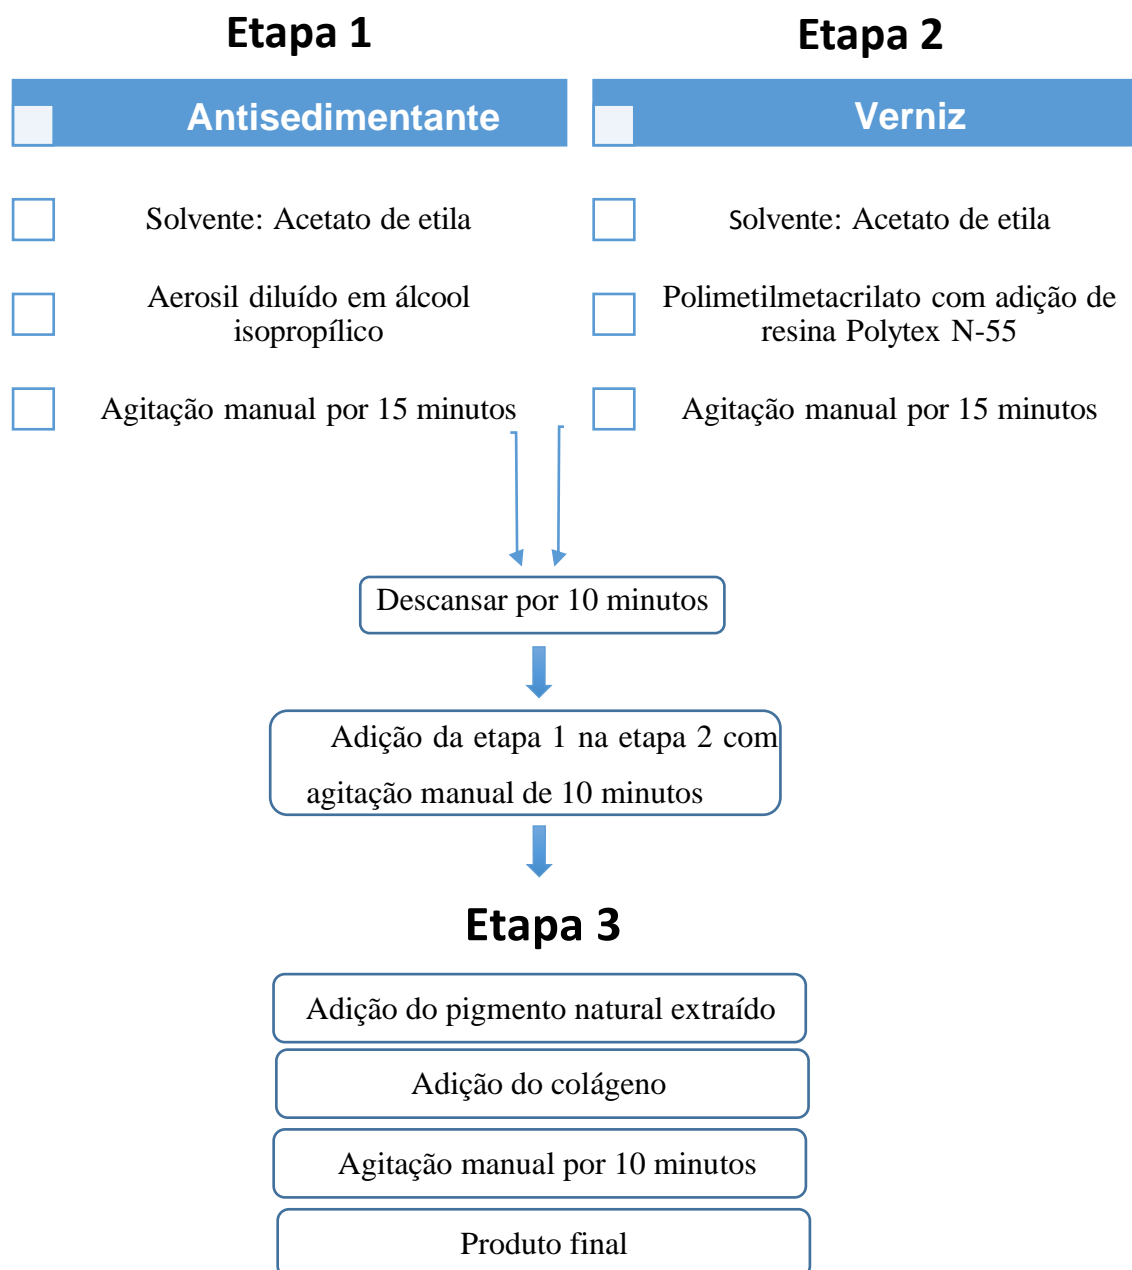 Etapa 1
Antisedimentante
Solvente: Acetato de etila
Aerosil diluído em álcool
isopropílico
Agitação manual por 15 minutos
Etapa 2
Verniz
Solvente: Acetato de etila
Polimetilmetacrilato com adição de
resina Polytex N-55
Agitação manual por 15 minutos
Descansar por 10 minutos
Adição da etapa 1 na etapa 2 com
agitação manual de 10 minutos
Etapa 3
Adição do pigmento natural extraído
Adição do colágeno
Agitação manual por 10 minutos
Produto final